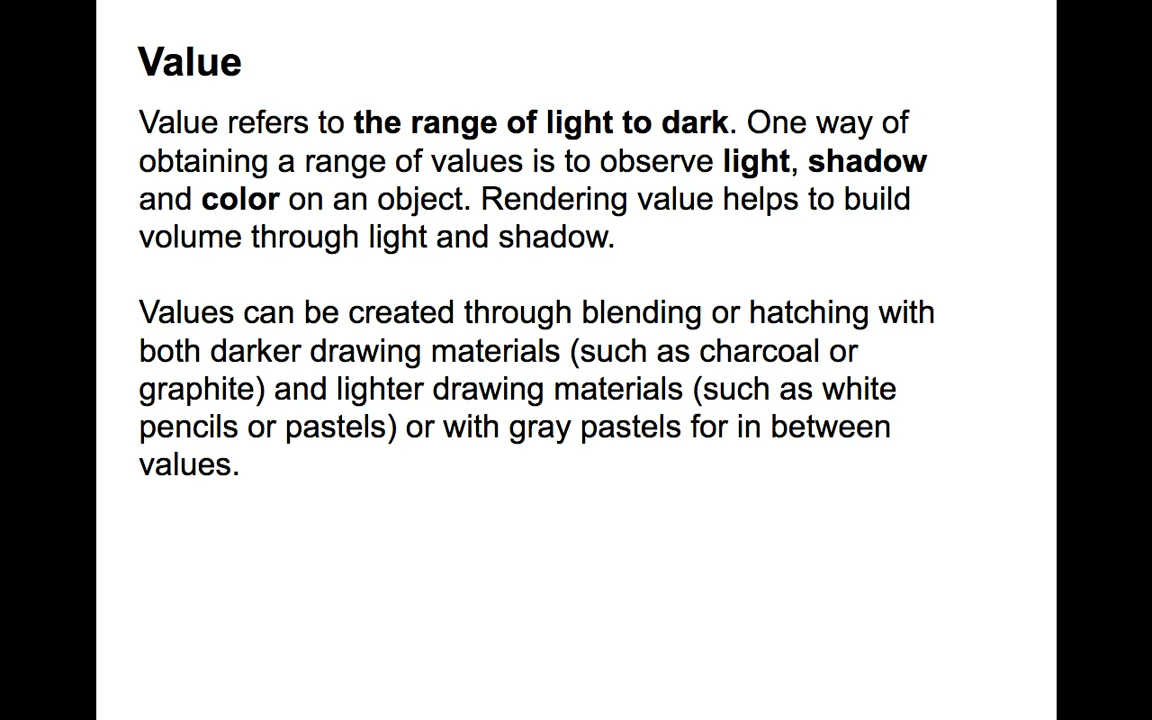 Value
Value refers to the range of light to dark. One way of
obtaining a range of values is to observe light, shadow
and color on an object. Rendering value helps to build
volume through light and shadow.
Values can be created through blending or hatching with
both darker drawing materials (such as charcoal or
graphite) and lighter drawing materials (such as white
pencils or pastels) or with gray pastels for in between
values.